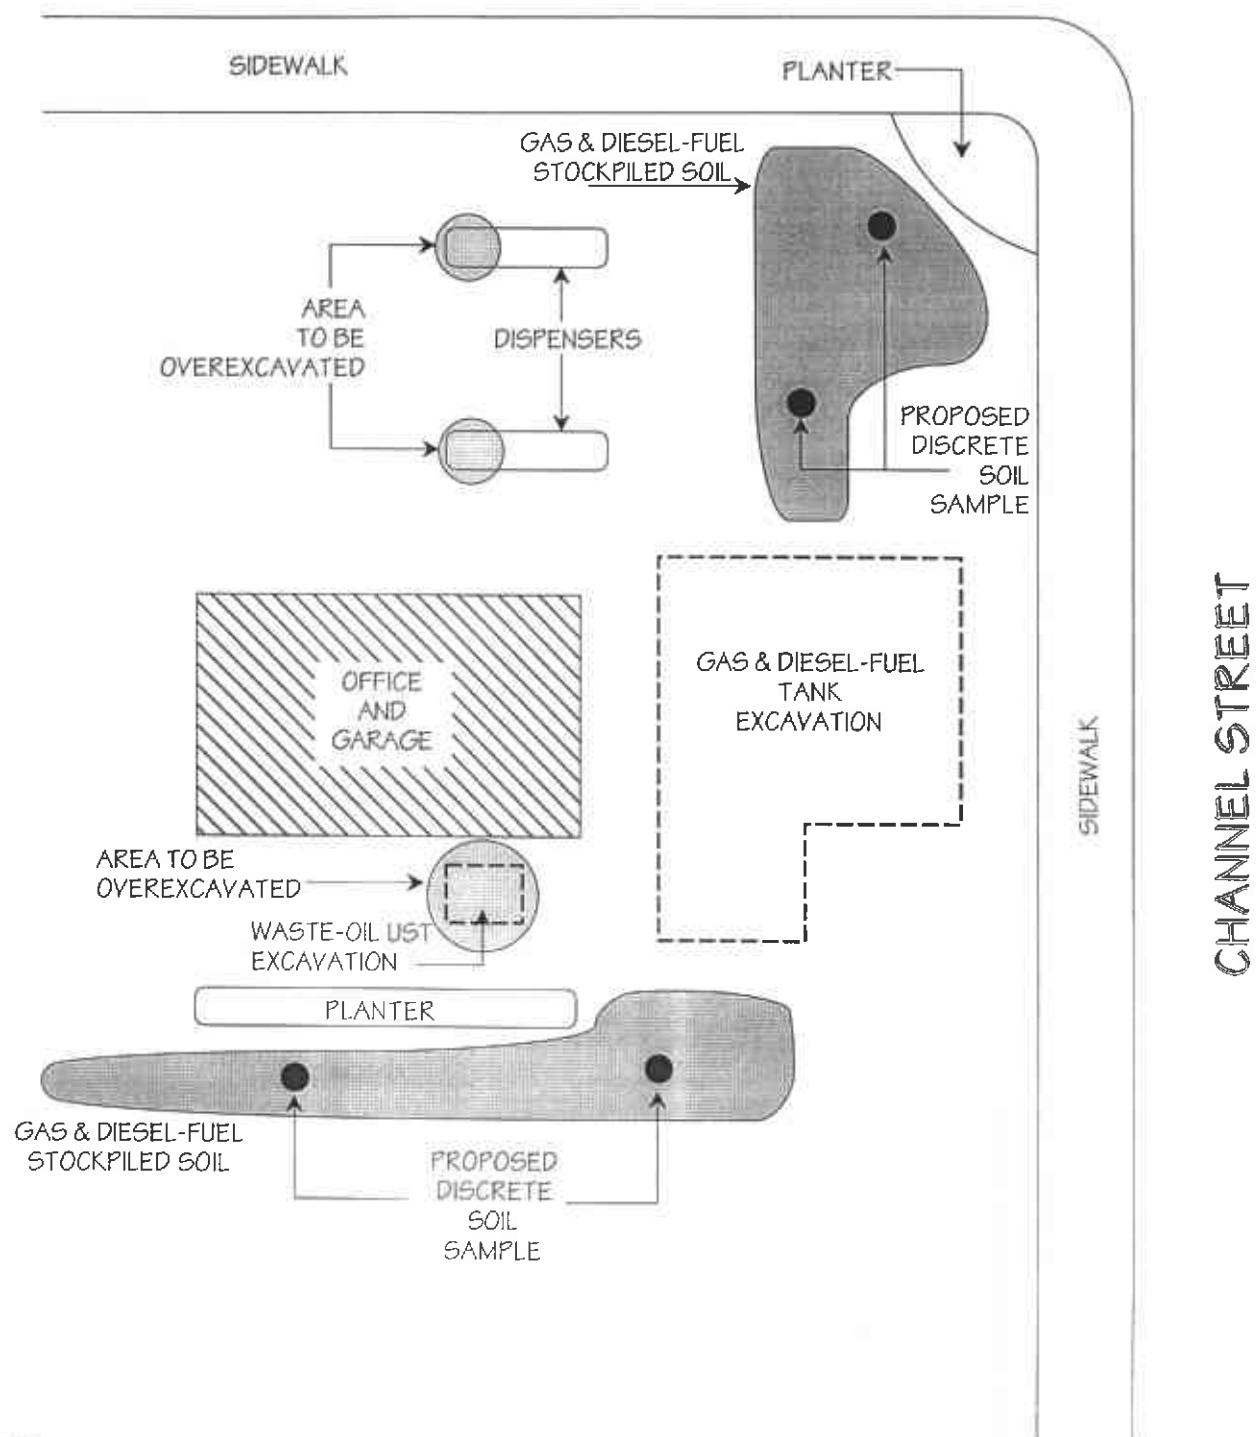 SIDEWALK
PLANTER
GAS & DIESEL-FUEL
STOCKPILED SOIL
AREA
TO BE
OVEREXCAVATED
DISPENSERS
PROPOSED
DISCRETE
SOIL
SAMPLE
OFFICE
AND
GARAGE
GAS & DIESEL-FUEL
TANK
EXCAVATION
SIDEWALK
CHANNEL STREET
AREA TO BE
OVEREXCAVATED
WASTE-OIL UST
EXCAVATION
PLANTER
GAS & DIESEL-FUEL
STOCKPILED SOIL
PROPOSED
DISCRETE
SOIL
SAMPLE